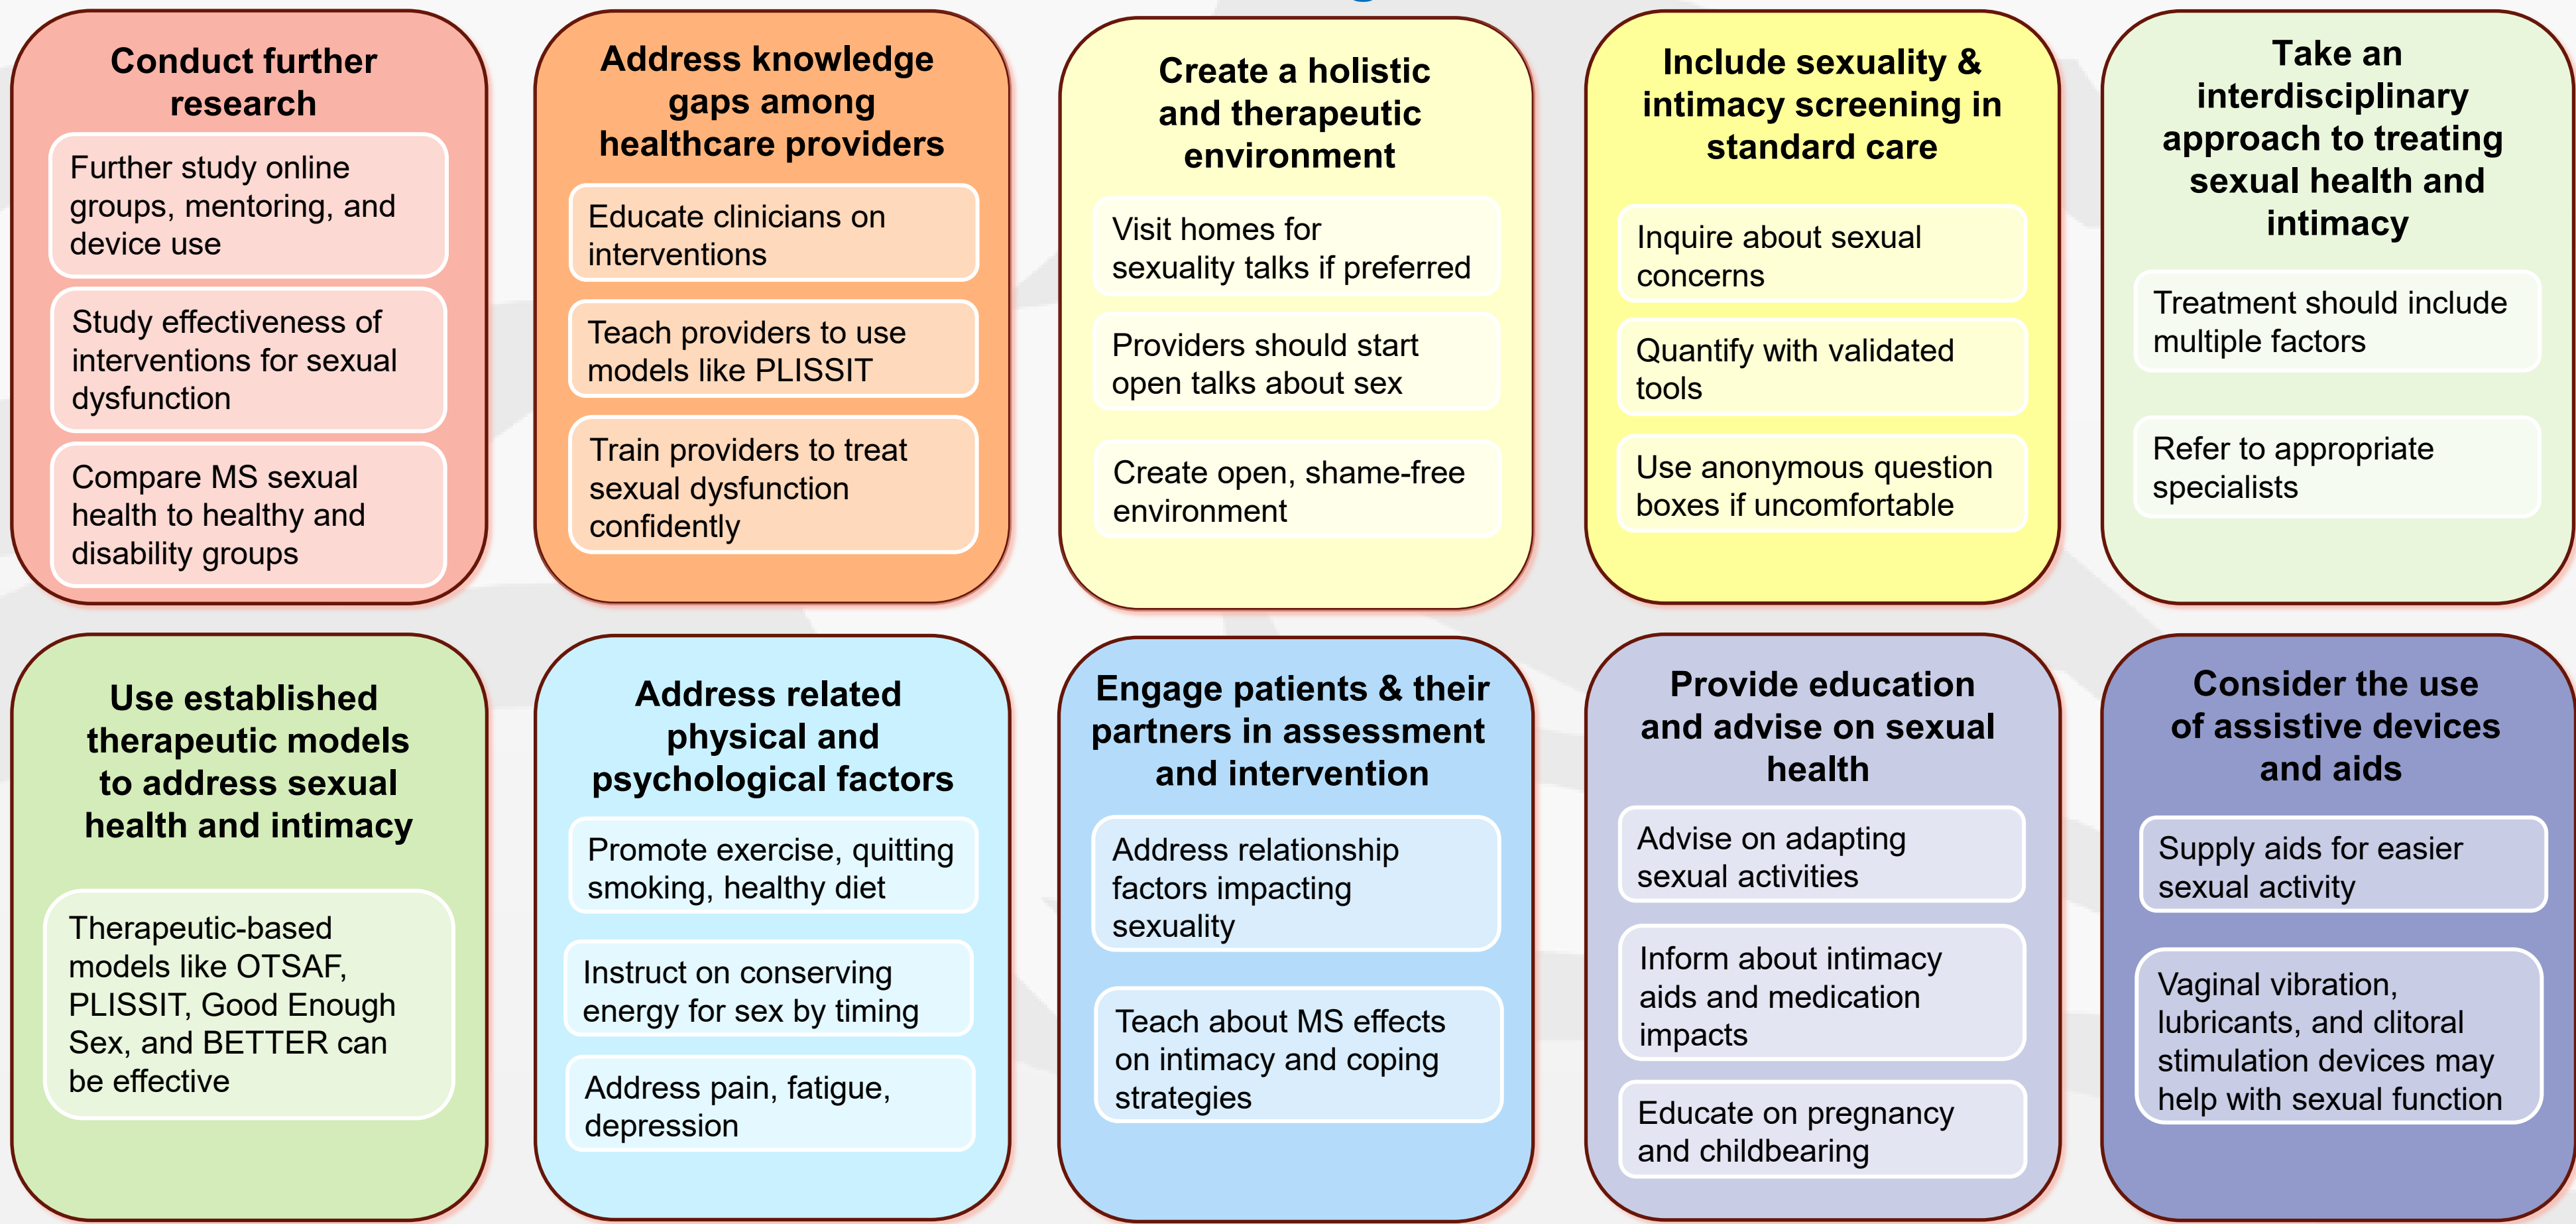 Conduct further
research
Further study online
groups, mentoring, and
device use
Study effectiveness of
interventions for sexual
dysfunction
Compare MS sexual
health to healthy and
disability groups
Address knowledge
gaps among
healthcare providers
Educate clinicians on
interventions
Teach providers to use
models like PLISSIT
Train providers to treat
sexual dysfunction
confidently
Create a holistic
and therapeutic
environment
Visit homes for
sexuality talks if preferred
Providers should start
open talks about sex
Create open, shame-free
environment
Include sexuality &
intimacy screening in
standard care
Inquire about sexual
concerns
Quantify with validated
tools
Use anonymous question
boxes if uncomfortable
Take an
interdisciplinary
approach to treating
sexual health and
intimacy
Treatment should include
multiple factors
Refer to appropriate
specialists
Use established
therapeutic models
to address sexual
health and intimacy
Therapeutic-based
models like OTSAF,
PLISSIT, Good Enough
Sex, and BETTER can
be effective
Address related
physical and
psychological factors
Promote exercise, quitting
smoking, healthy diet
Instruct on conserving
energy for sex by timing
Address pain, fatigue,
depression
Engage patients & their
partners in assessment
and intervention
Address relationship
factors impacting
sexuality
Teach about MS effects
on intimacy and coping
strategies
Provide education
and advise on sexual
health
Advise on adapting
sexual activities
Inform about intimacy
aids and medication
impacts
Educate on pregnancy
and childbearing
Consider the use
of assistive devices
and aids
Supply aids for easier
sexual activity
Vaginal vibration,
lubricants, and clitoral
stimulation devices may
help with sexual function